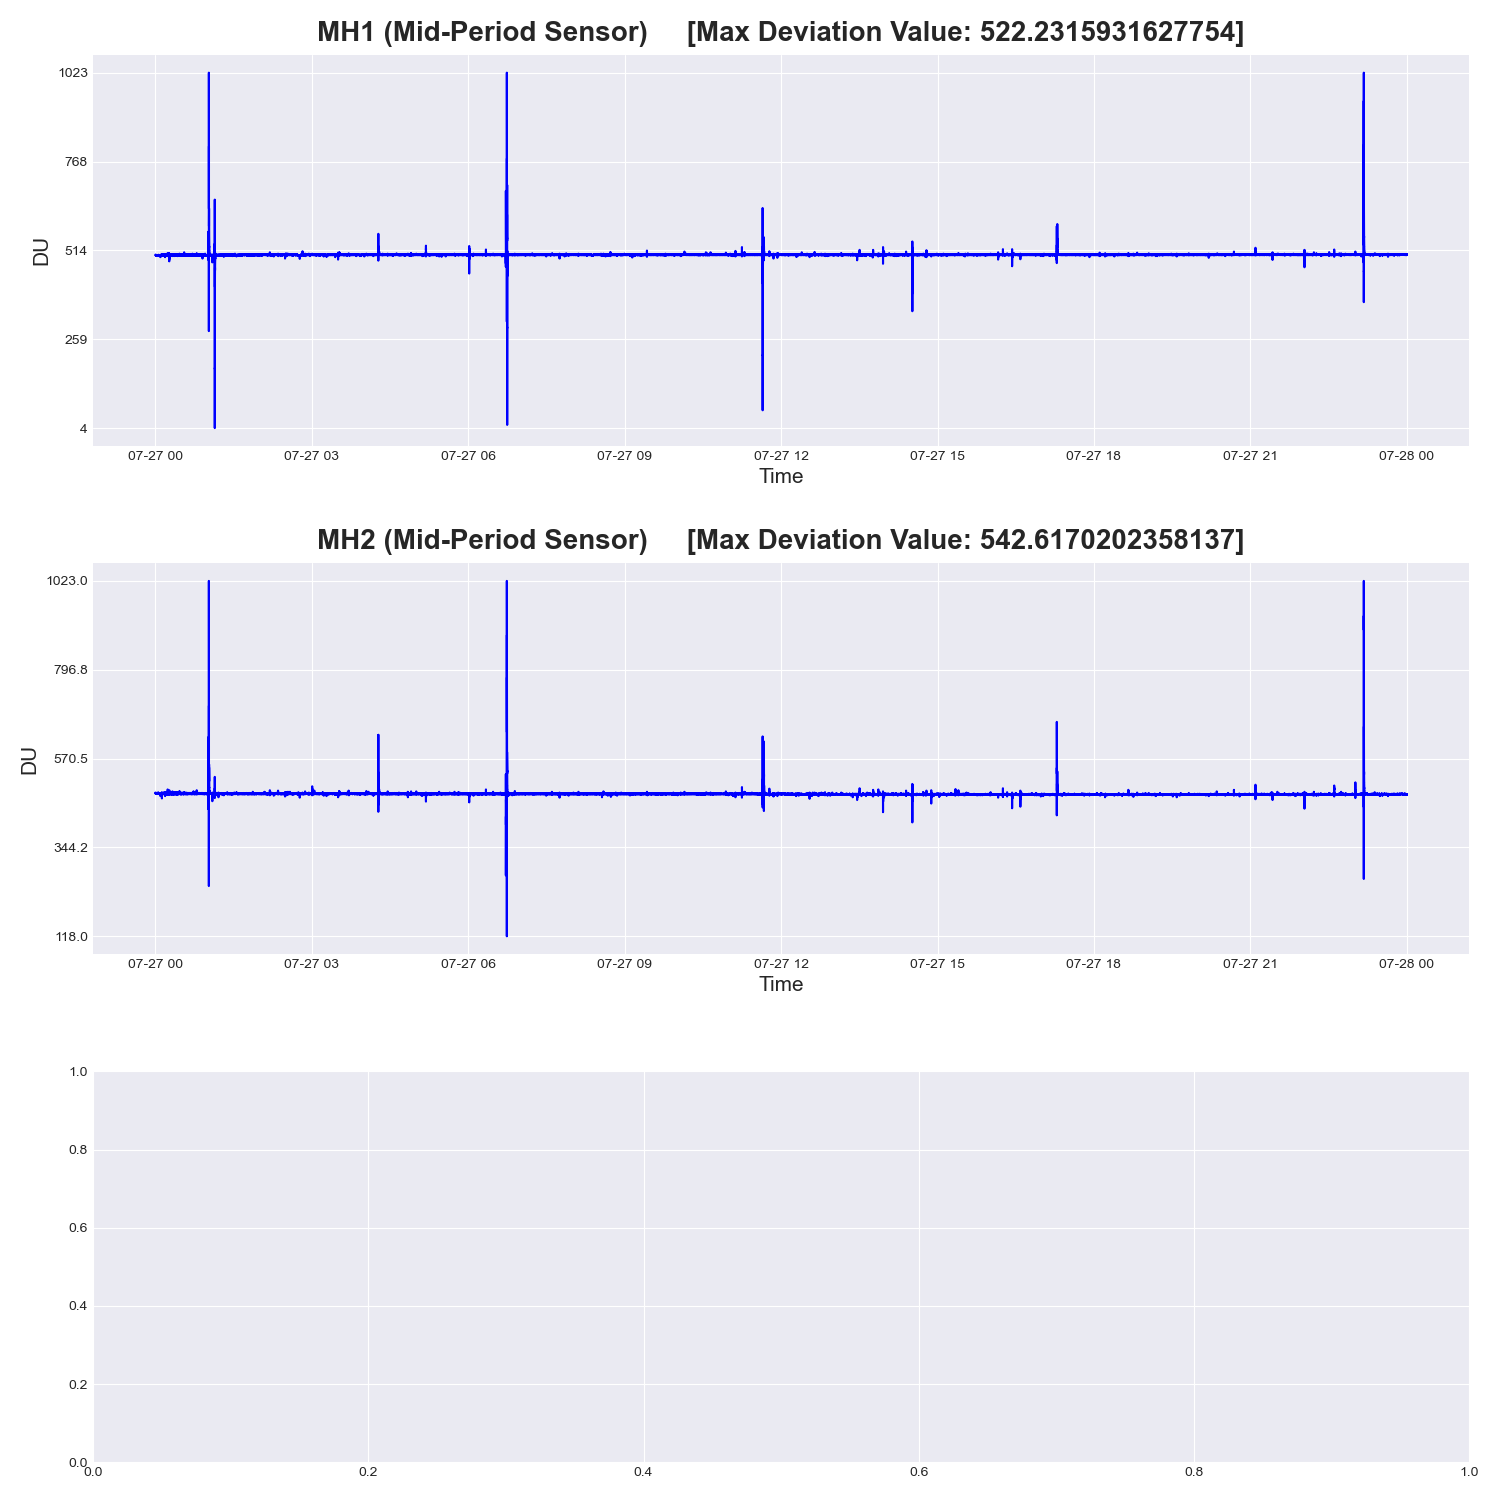 MH1 (Mid-Period Sensor) [Max Deviation Value: 522.2315931627754]
1023
768
514
259
4
DU
07-27 00 07-27 03 07-27 06 07-27 09 07-27 12 07-27 15 07-27 18 07-27 21 07-28 00
Time
MH2 (Mid-Period Sensor) [Max Deviation Value: 542.6170202358137]
1023.0
796.8
570.5
344.2
118.0
DU
07-27 00 07-27 03 07-27 06 07-27 09 07-27 12 07-27 15 07-27 18 07-27 21 07-28 00
Time
1.0
0.8
0.6
0.4
0.2
0.0
0.0 0.2 0.4 0.6 0.8 1.0